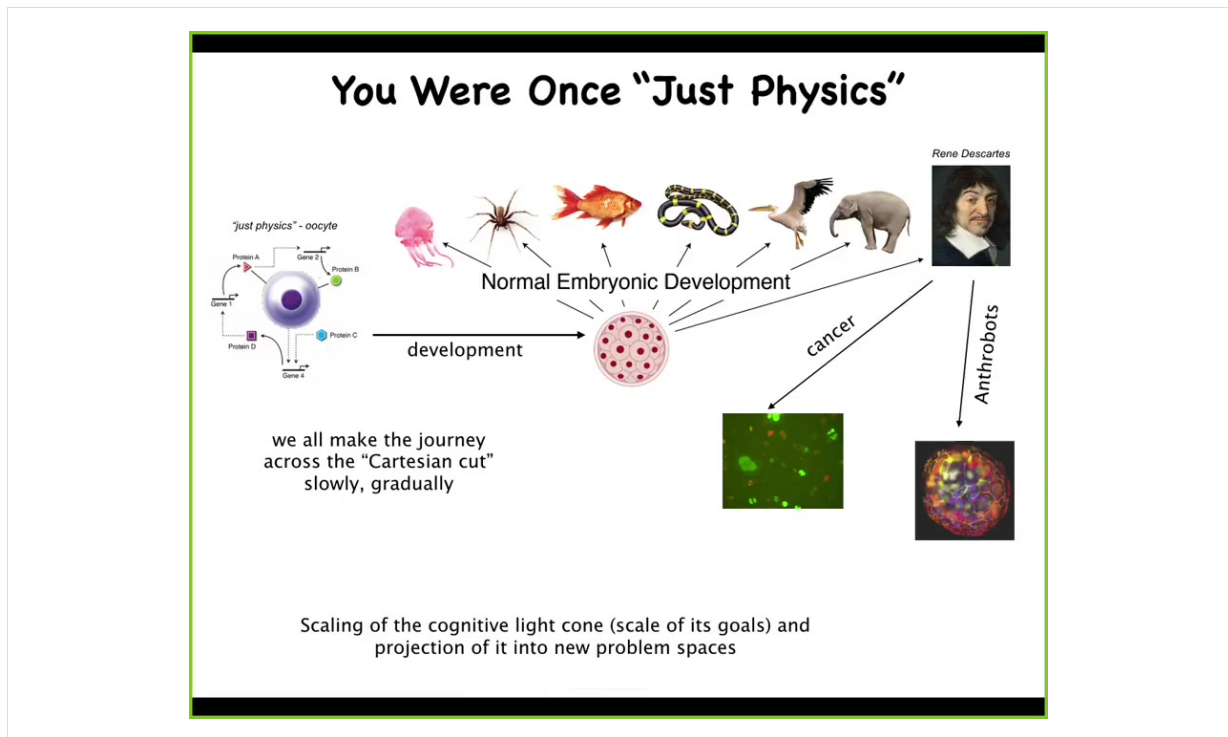 You Were Once “Just Physics”
Rene Descartes
“just physics” - oocyte
Protein A
Gene 2
Protein B
Gene 1
Protein D
Protein C
Gene 4
Normal Embryonic Development
development
cancer
Anthrobots
we all make the journey
across the “Cartesian cut”
slowly, gradually
Scaling of the cognitive light cone (scale of its goals) and
projection of it into new problem spaces